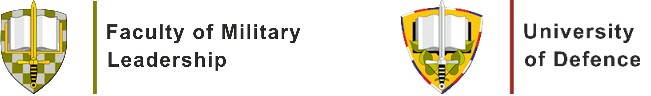 Faculty of Military
Leadership
University
of Defence